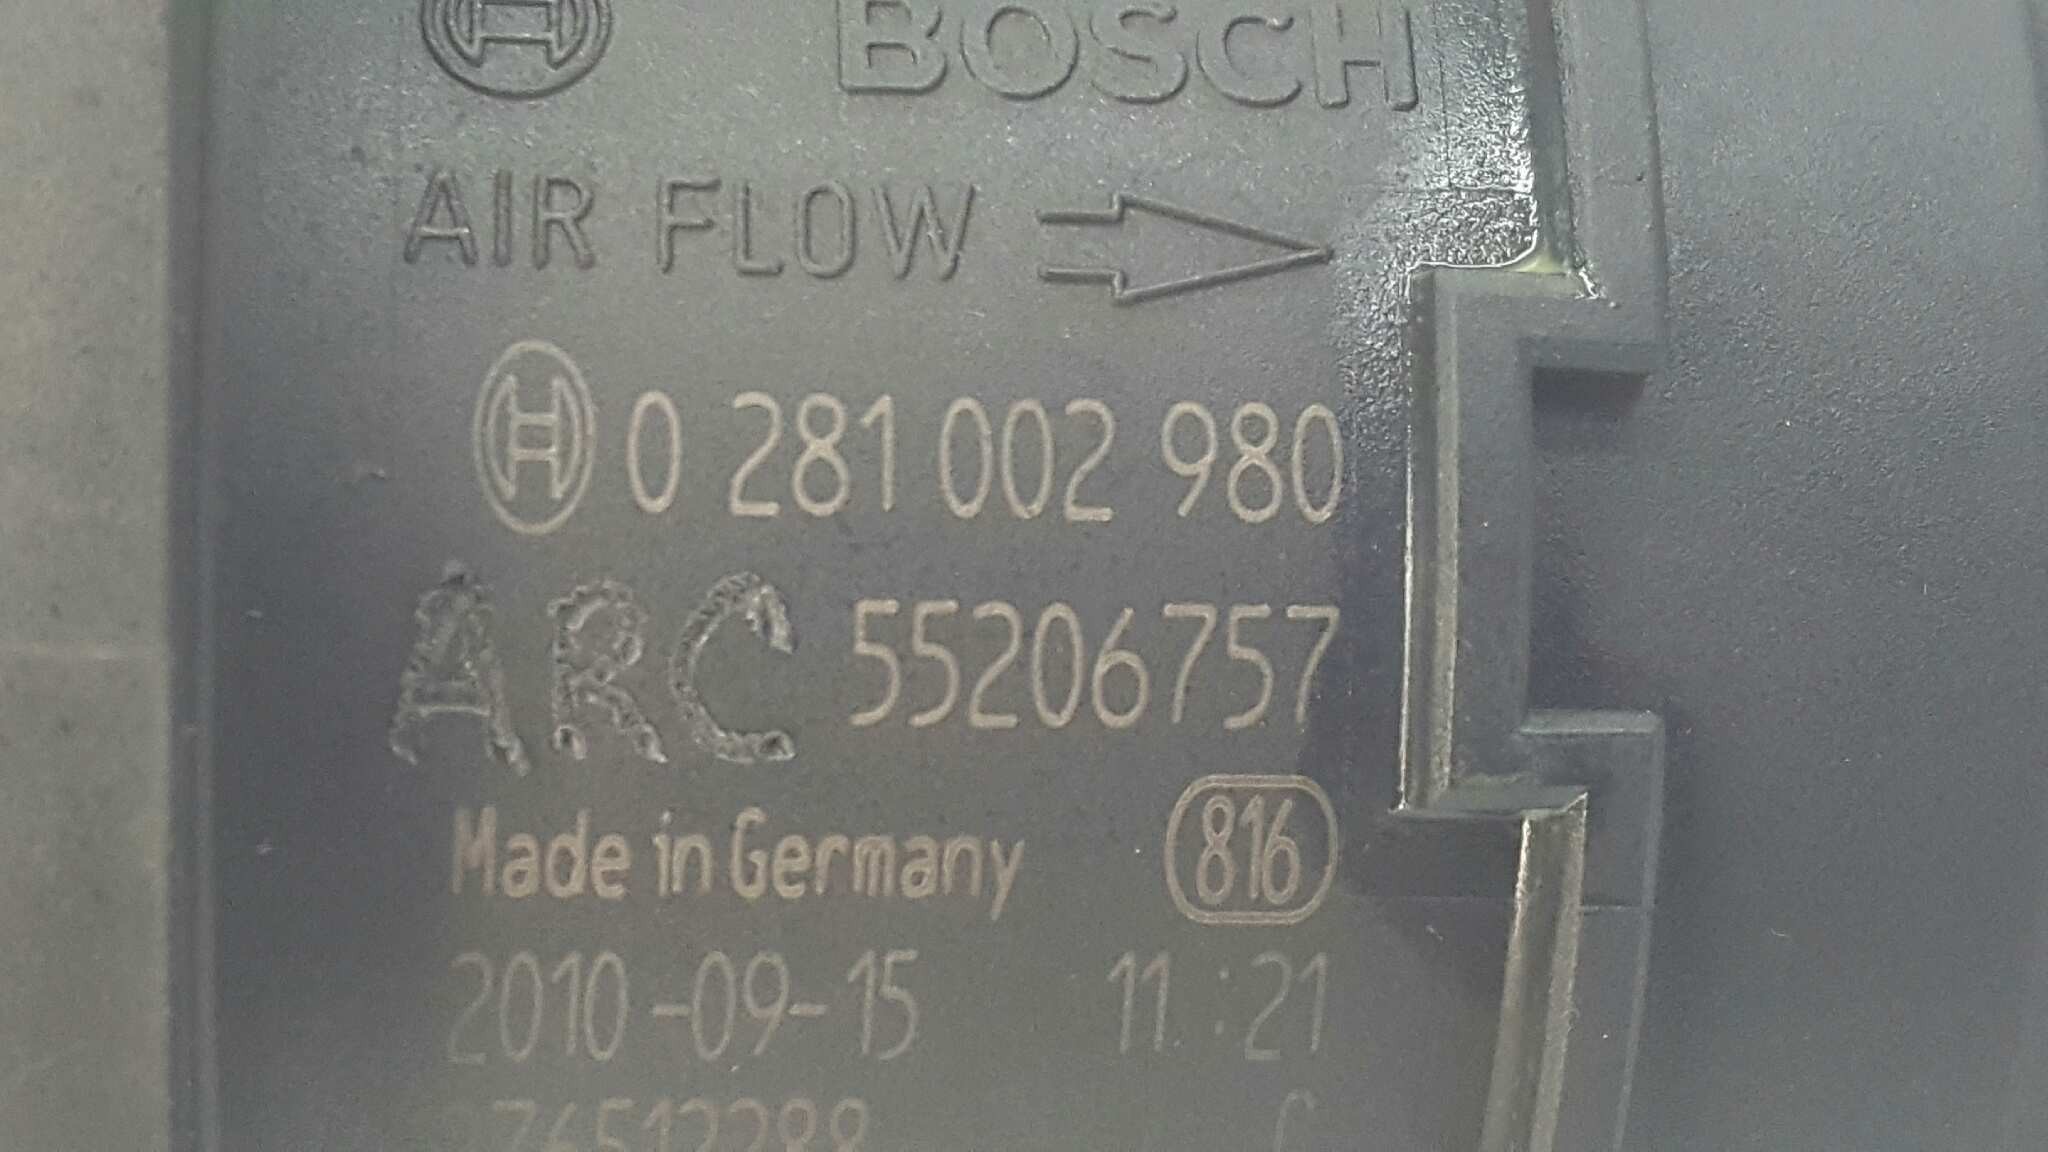 BOSCH
AIR FLOW
0 281 002 980
ARC 55206757
Made in Germany 816
2010-09-15 11:21